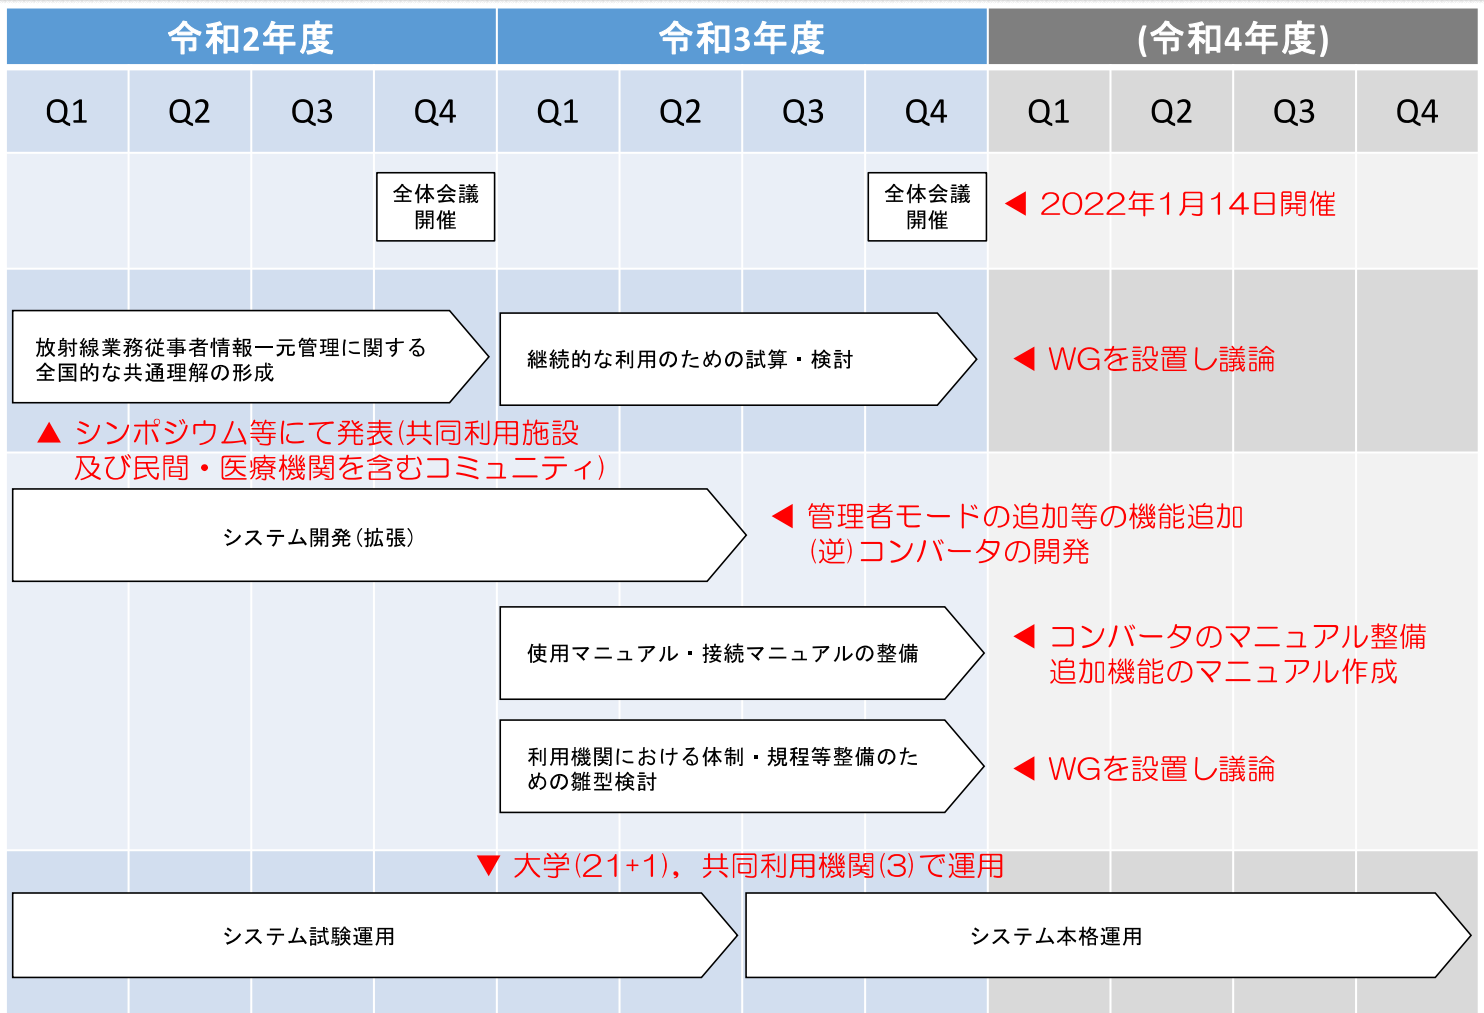 令和2年度
令和3年度
(令和4年度)
Q1
Q2
Q3
Q4
Q1
Q2
Q3
Q4
Q1
Q2
Q3
Q4
全体会議
開催
全体会議
開催
◀ 2022年1月14日開催
放射線業務従事者情報一元管理に関する
全国的な共通理解の形成
継続的な利用のための試算・検討
◀ WGを設置し議論
▲ シンポジウム等にて発表(共同利用施設
及び民間・医療機関を含むコミュニティ)
システム開発(拡張)
◀ 管理者モードの追加等の機能追加
(逆)コンバータの開発
使用マニュアル・接続マニュアルの整備
◀ コンバータのマニュアル整備
追加機能のマニュアル作成
利用機関における体制・規程等整備のた
めの雛型検討
◀ WGを設置し議論
▼ 大学(21+1)，共同利用機関(3)で運用
システム試験運用
システム本格運用